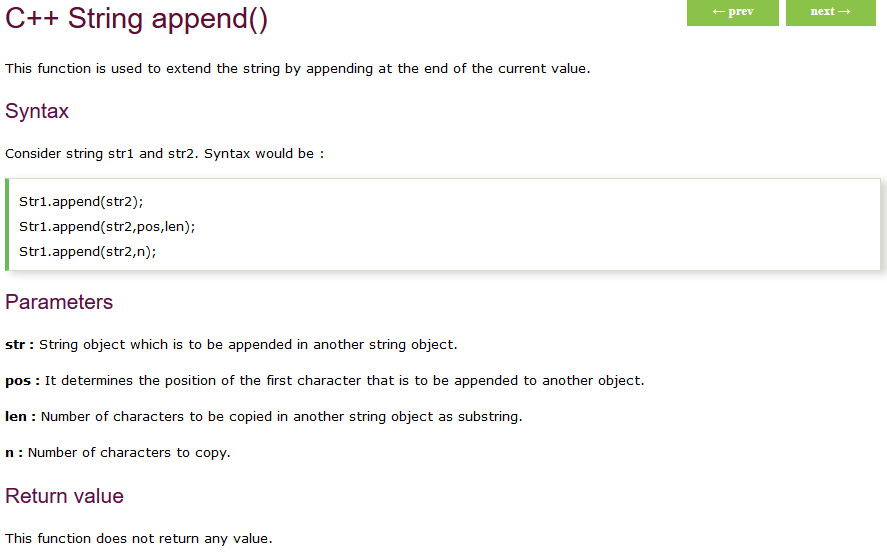 C++ String append()
← prev
next →
This function is used to extend the string by appending at the end of the current value.
Syntax
Consider string str1 and str2. Syntax would be :
Str1.append(str2);
Str1.append(str2,pos,len);
Str1.append(str2,n);
Parameters
str : String object which is to be appended in another string object.
pos : It determines the position of the first character that is to be appended to another object.
len : Number of characters to be copied in another string object as substring.
n : Number of characters to copy.
Return value
This function does not return any value.